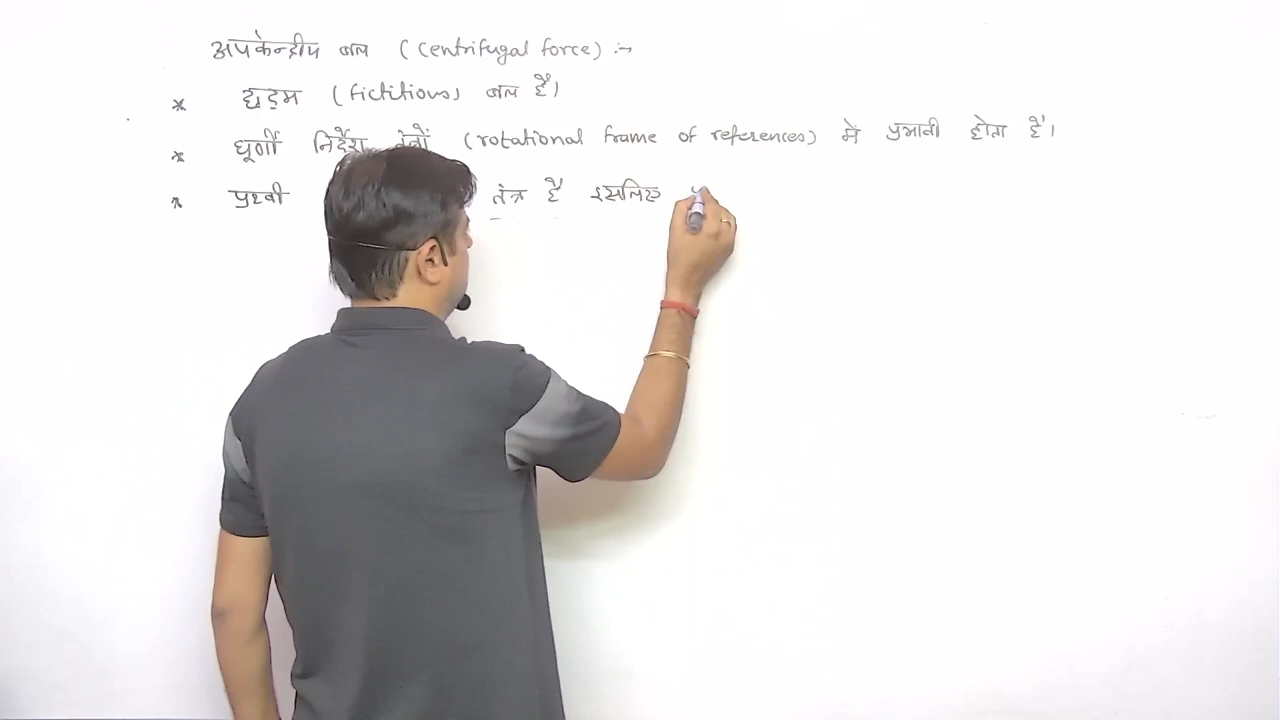 अपकेन्द्रीय बल (Centrifugal force) :-
* छद्म (fictitious) बल है।
* घूर्णी निर्देश तंत्रों (rotational frame of references) में प्रभावी होता है।
* पृथ्वी तंत्र है इसलिए